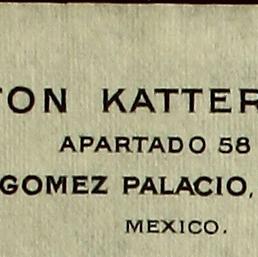 TON KATTER
APARTADO 58
GOMEZ PALACIO,
MEXICO.